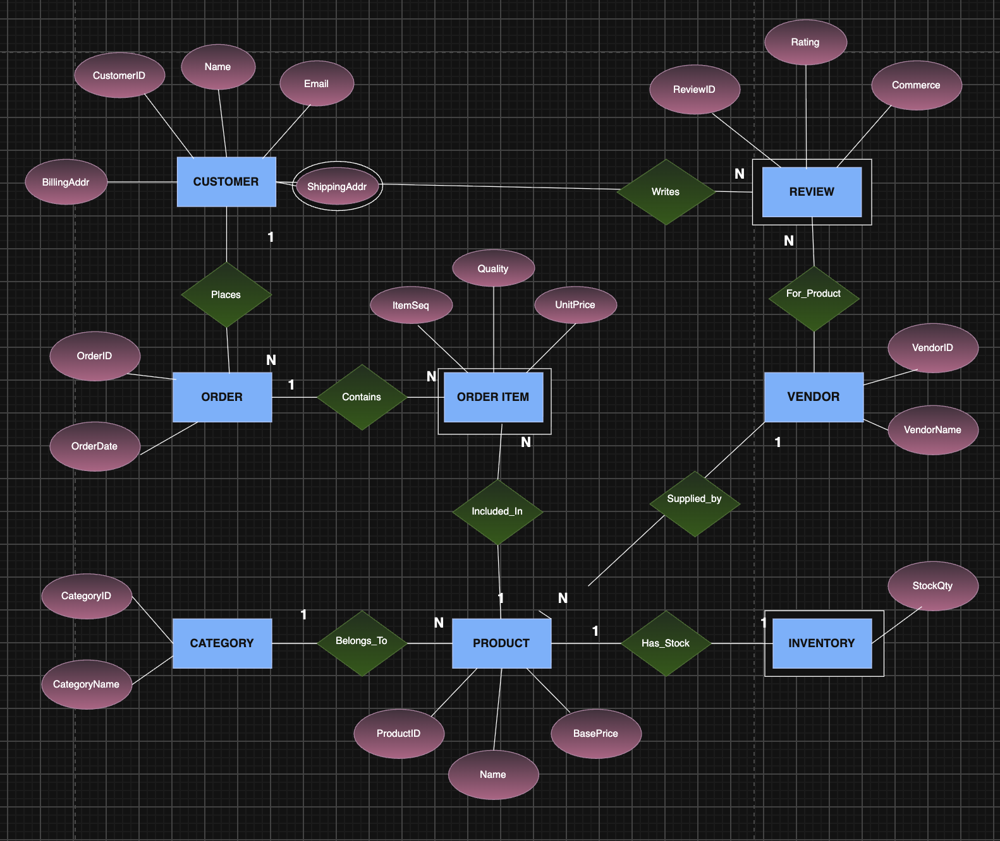 Rating
Name
CustomerID
Email
ReviewID
Commerce
BillingAddr
CUSTOMER
ShippingAddr
Writes
N
REVIEW
1
N
Quality
Places
For_Product
ItemSeq
UnitPrice
OrderID
VendorID
N
1
N
ORDER
Contains
ORDER ITEM
VENDOR
OrderDate
N
1
VendorName
Included_In
Supplied_by
CategoryID
1
N
StockQty
1
N
1
1
CATEGORY
Belongs_To
PRODUCT
Has_Stock
INVENTORY
CategoryName
ProductID
BasePrice
Name